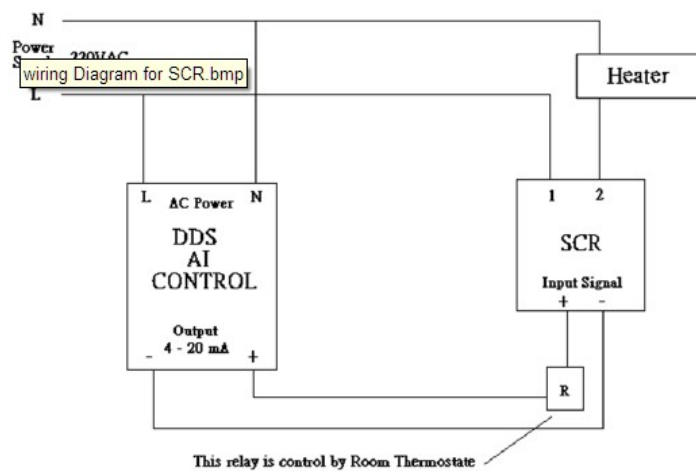 N
Power
220VAC
wiring Diagram for SCR.bmp
L
Heater
L AC Power N
DDS
AI
CONTROL
Output
4 - 20 mA
- +
1 2
SCR
Input Signal
+ -
R
This relay is control by Room Thermostate